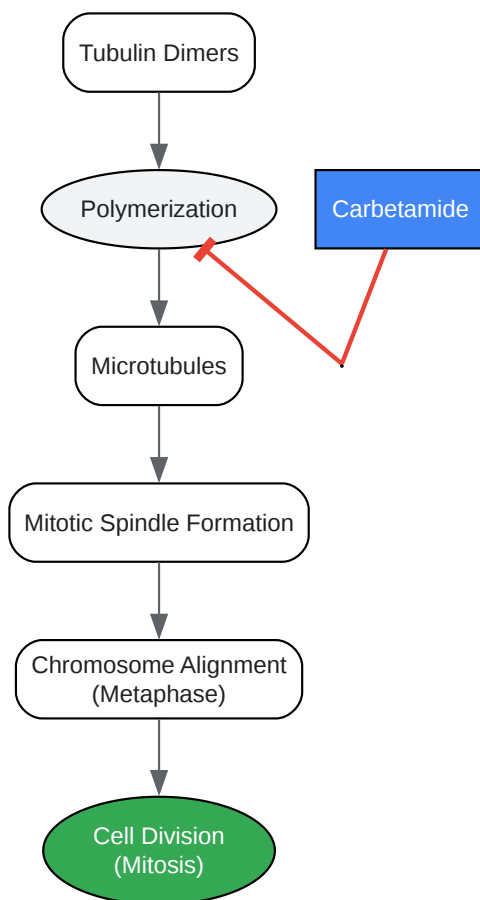 Tubulin Dimers
Polymerization
Carbetamide
Microtubules
Mitotic Spindle Formation
Chromosome Alignment
(Metaphase)
Cell Division
(Mitosis)